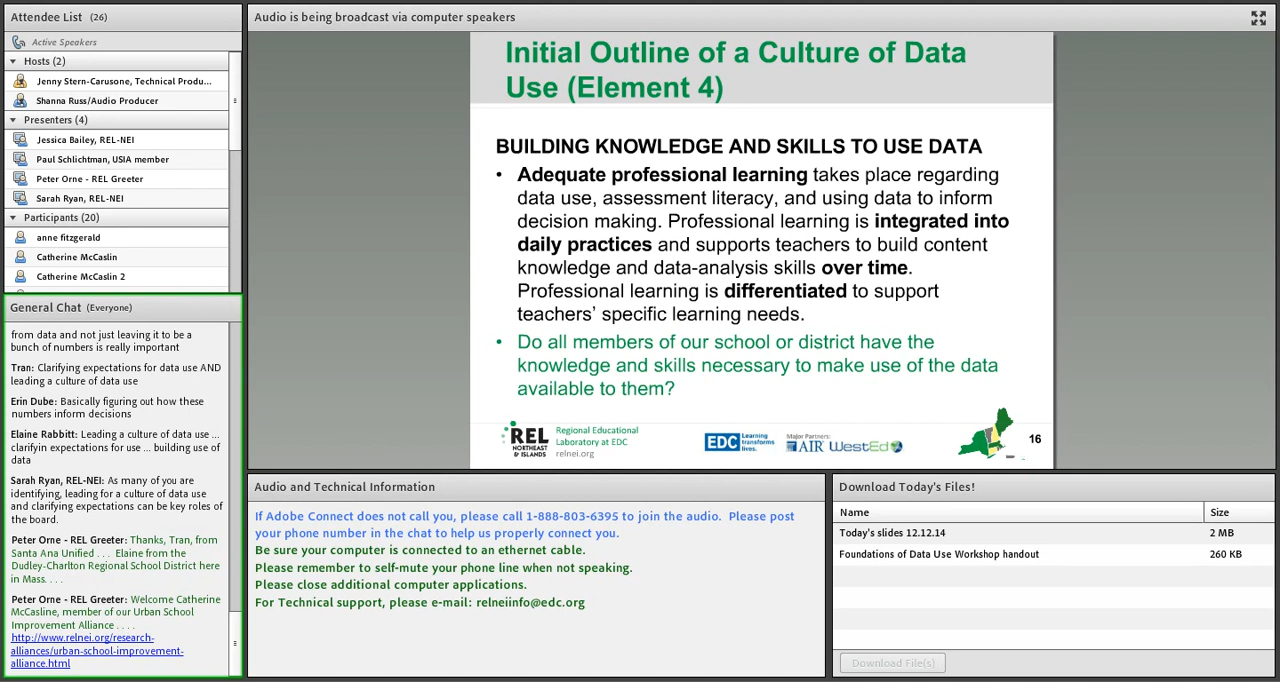 Attendee List (26)
Active Speakers
Hosts (2)
Jenny Stern-Carusone, Technical Produ...
Shanna Russ/Audio Producer
Presenters (4)
Jessica Bailey, REL-NEI
Paul Schlichtman, USIA member
Peter Orne - REL Greeter
Sarah Ryan, REL-NEI
Participants (20)
anne fitzgerald
Catherine McCaslin
Catherine McCaslin 2
General Chat (Everyone)
from data and not just leaving it to be a
bunch of numbers is really important
Tran: Clarifying expectations for data use AND
leading a culture of data use
Erin Dube: Basically figuring out how these
numbers inform decisions
Elaine Rabbitt: Leading a culture of data use ...
clarifyin expectations for use ... building use of
data
Sarah Ryan, REL-NEI: As many of you are
identifying, leading for a culture of data use
and clarifying expectations can be key roles of
the board.
Peter Orne - REL Greeter: Thanks, Tran, from
Santa Ana Unified . . .  Elaine from the
Dudley-Charlton Regional School District here
in Mass. . . .
Peter Orne - REL Greeter: Welcome Catherine
McCasline, member of our Urban School
Improvement Alliance . . . .
http://www.relnei.org/research-
alliances/urban-school-improvement-
alliance.html
Audio is being broadcast via computer speakers
Initial Outline of a Culture of Data
Use (Element 4)
BUILDING KNOWLEDGE AND SKILLS TO USE DATA
• Adequate professional learning takes place regarding
data use, assessment literacy, and using data to inform
decision making. Professional learning is integrated into
daily practices and supports teachers to build content
knowledge and data-analysis skills over time.
Professional learning is differentiated to support
teachers' specific learning needs.
• Do all members of our school or district have the
knowledge and skills necessary to make use of the data
available to them?
REL
NORTHEAST
& ISLANDS
Regional Educational
Laboratory at EDC
relnei.org
EDC Learning
transforms
lives.
Major Partners:
AIR WestEd
16
Audio and Technical Information
If Adobe Connect does not call you, please call 1-888-803-6395 to join the audio.  Please post
your phone number in the chat to help us properly connect you.
Be sure your computer is connected to an ethernet cable.
Please remember to self-mute your phone line when not speaking.
Please close additional computer applications.
For Technical support, please e-mail: relneiinfo@edc.org
Download Today's Files!
Name Size
Today's slides 12.12.14 2 MB
Foundations of Data Use Workshop handout 260 KB
Download File(s)